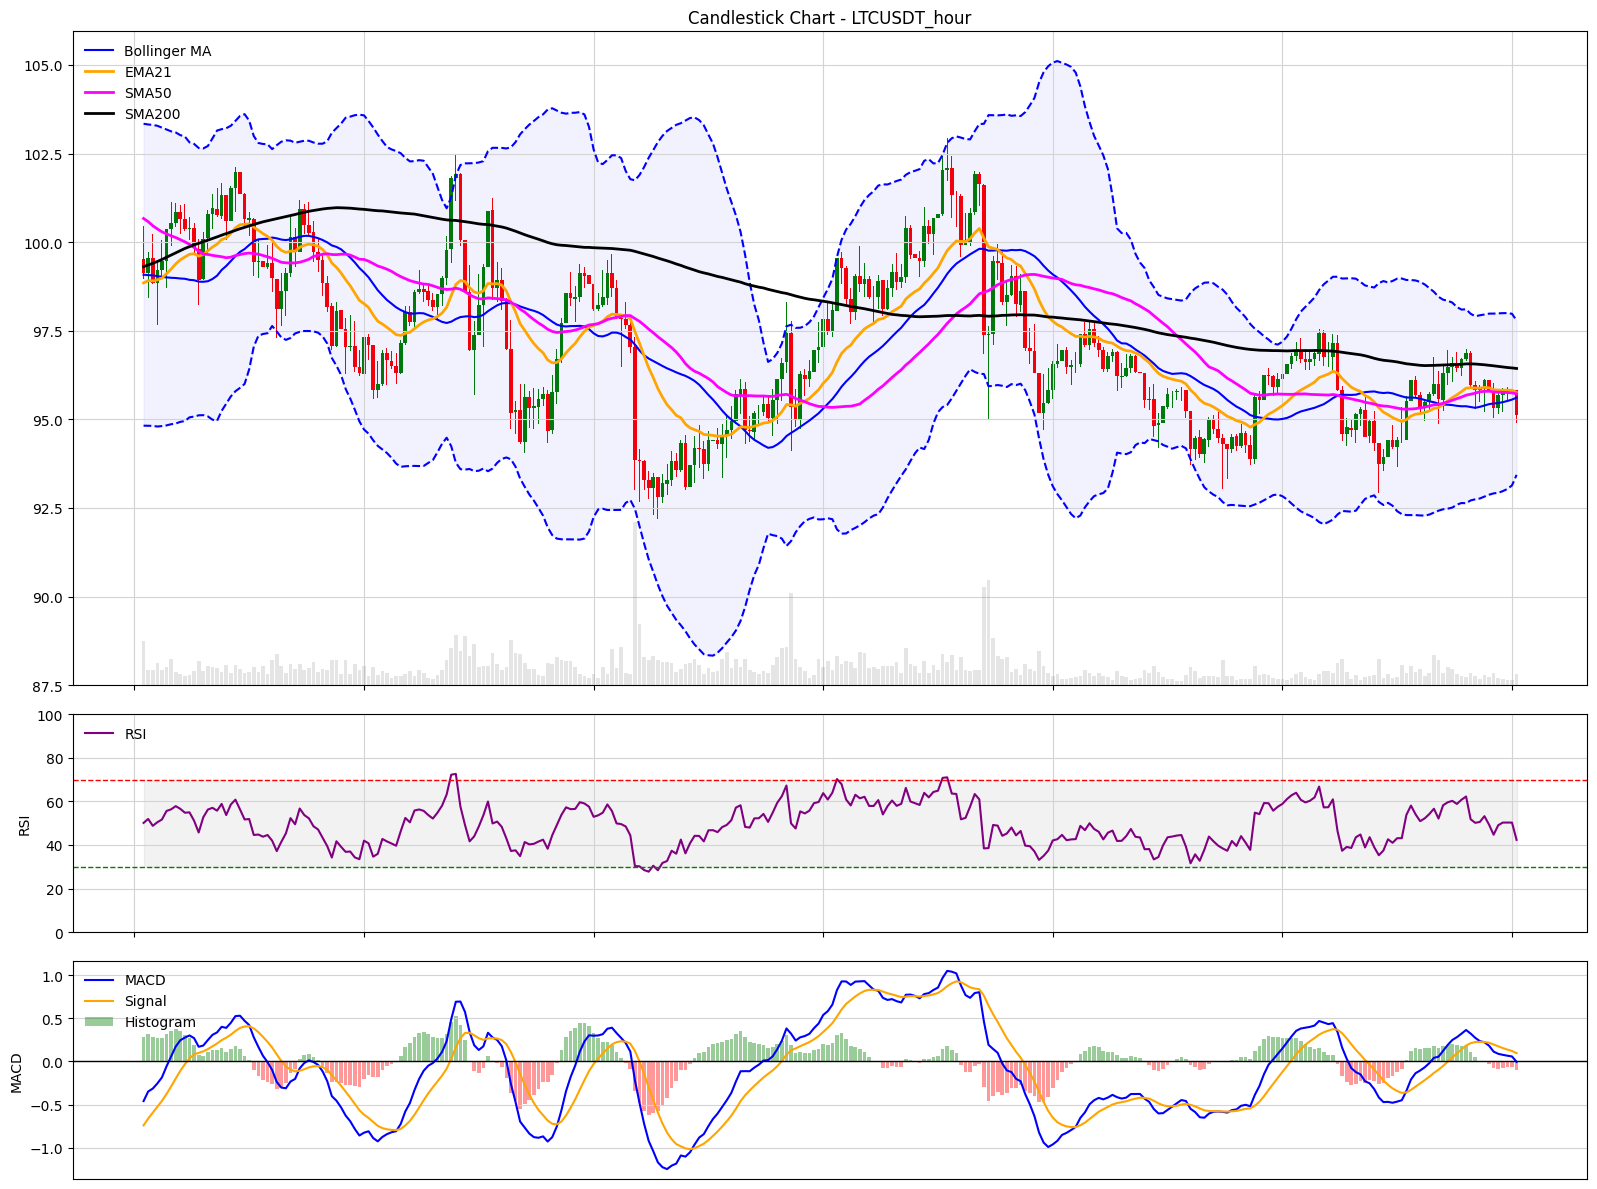 Candlestick Chart - LTCUSDT_hour
Bollinger MA
EMA21
SMA50
SMA200
105.0
102.5
100.0
97.5
95.0
92.5
90.0
87.5
RSI
100
80
60
40
20
0
RSI
MACD
Signal
Histogram
1.0
0.5
0.0
−0.5
−1.0
MACD